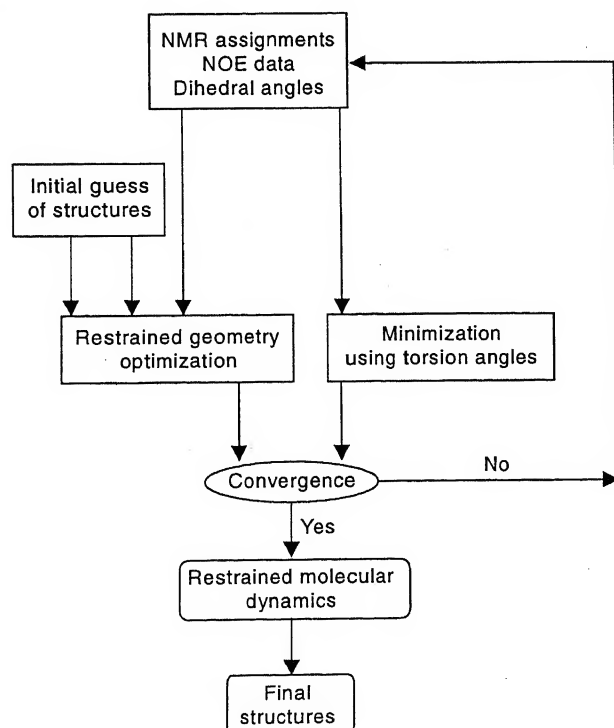 NMR assignments
NOE data
Dihedral angles
Initial guess
of structures
Restrained geometry
optimization
Minimization
using torsion angles
Convergence
No
Yes
Restrained molecular
dynamics
Final
structures